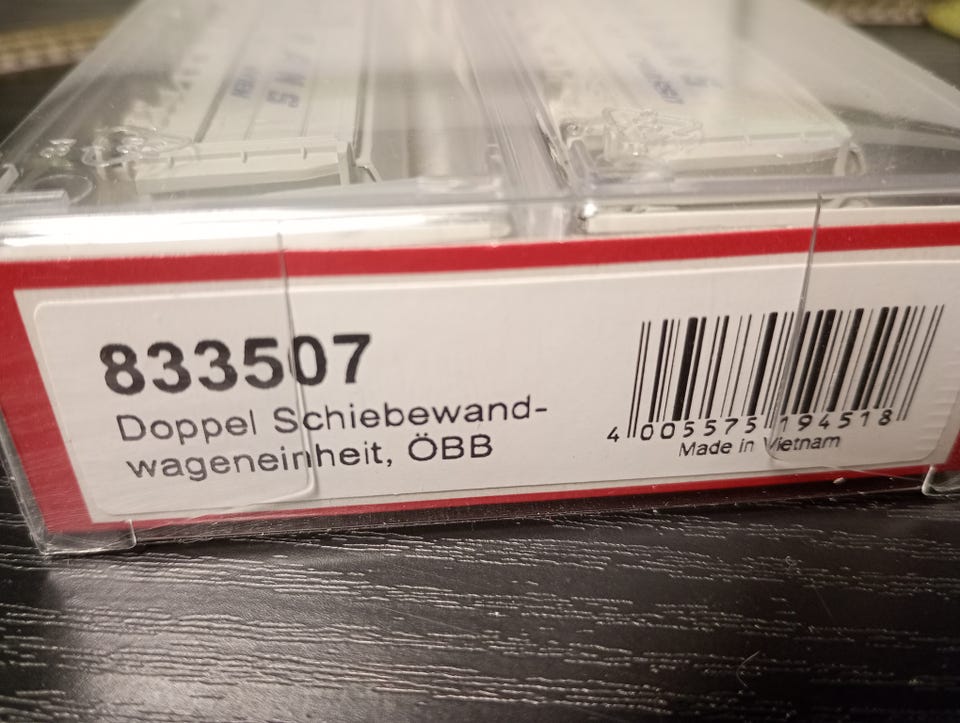 833507
Doppel Schiebewand-
wageneinheit, ÖBB
4 005575 194518
Made in Vietnam